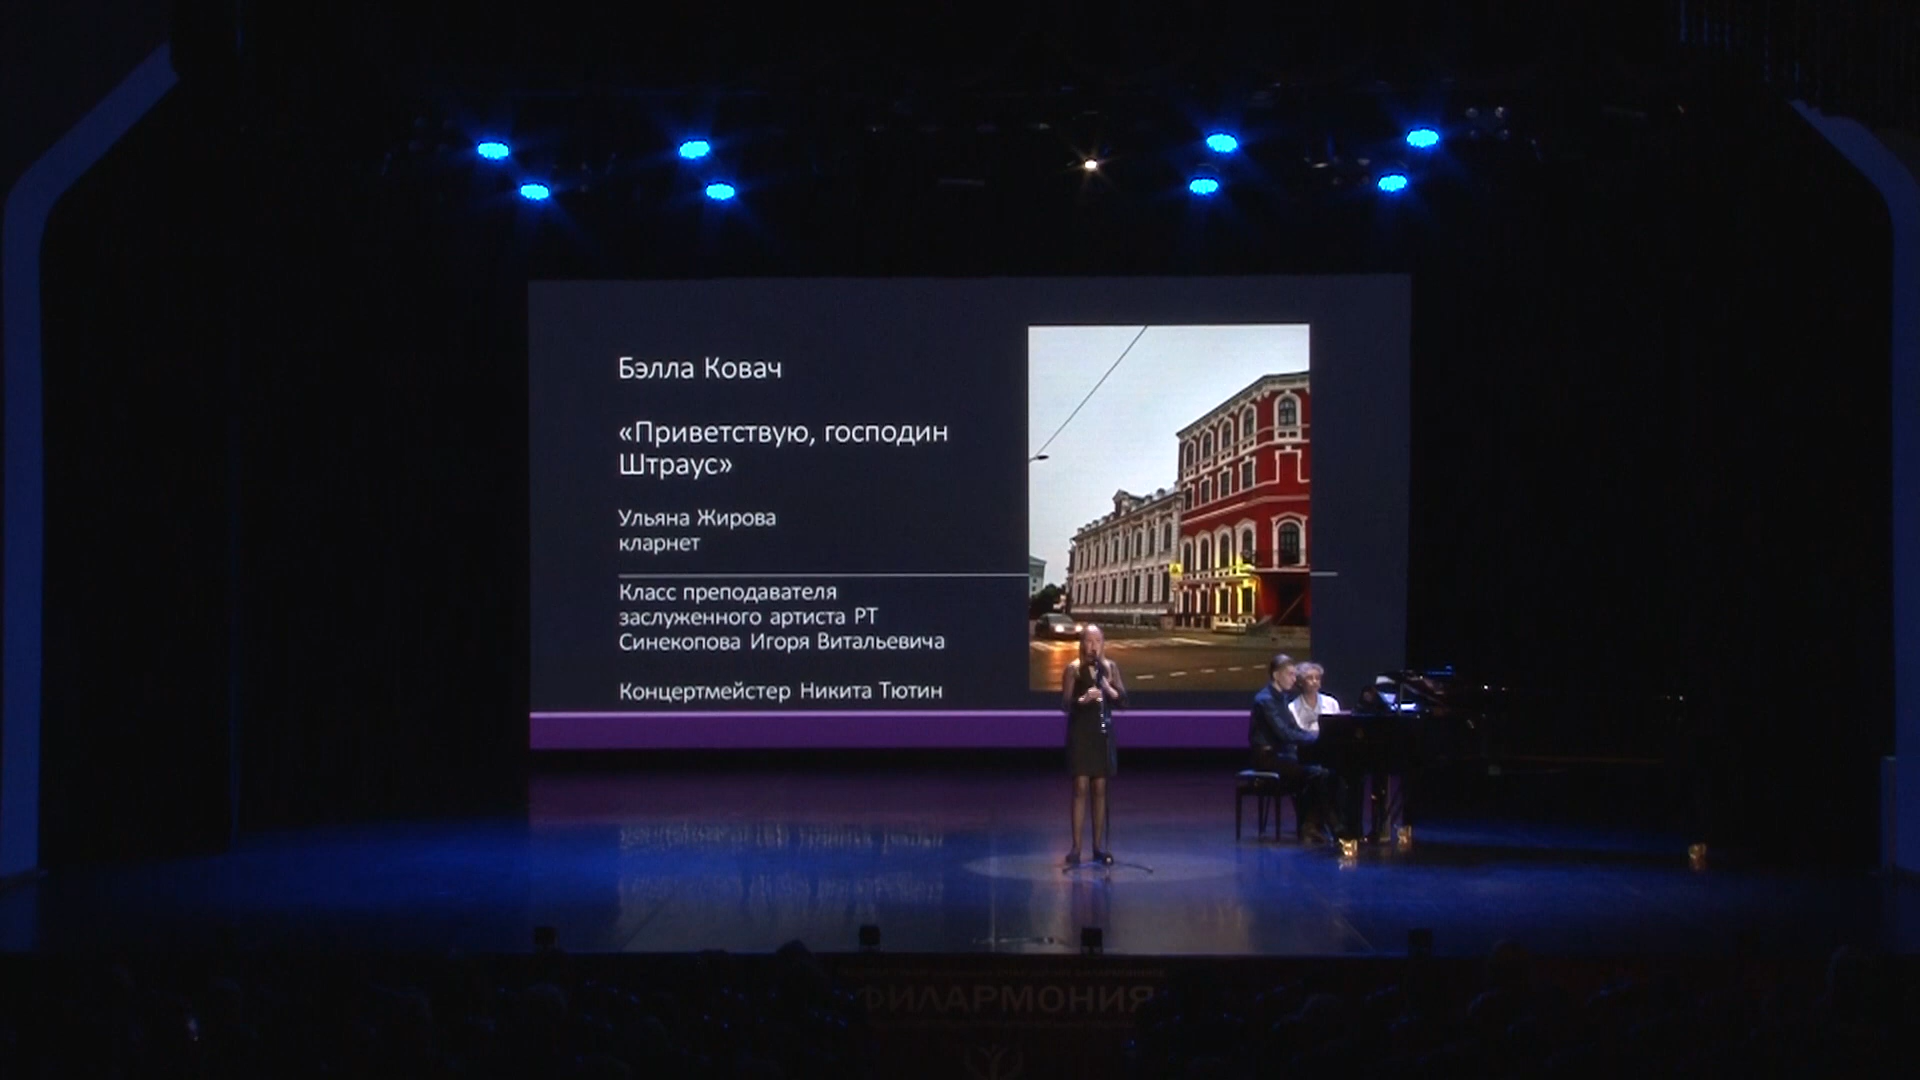 Бэлла Ковач
«Приветствую, господин
Штраус»
Ульяна Жирова
кларнет
Класс преподавателя
заслуженного артиста РТ
Синекопова Игоря Витальевича
Концертмейстер Никита Тютин
ФИЛАРМОНИЯ